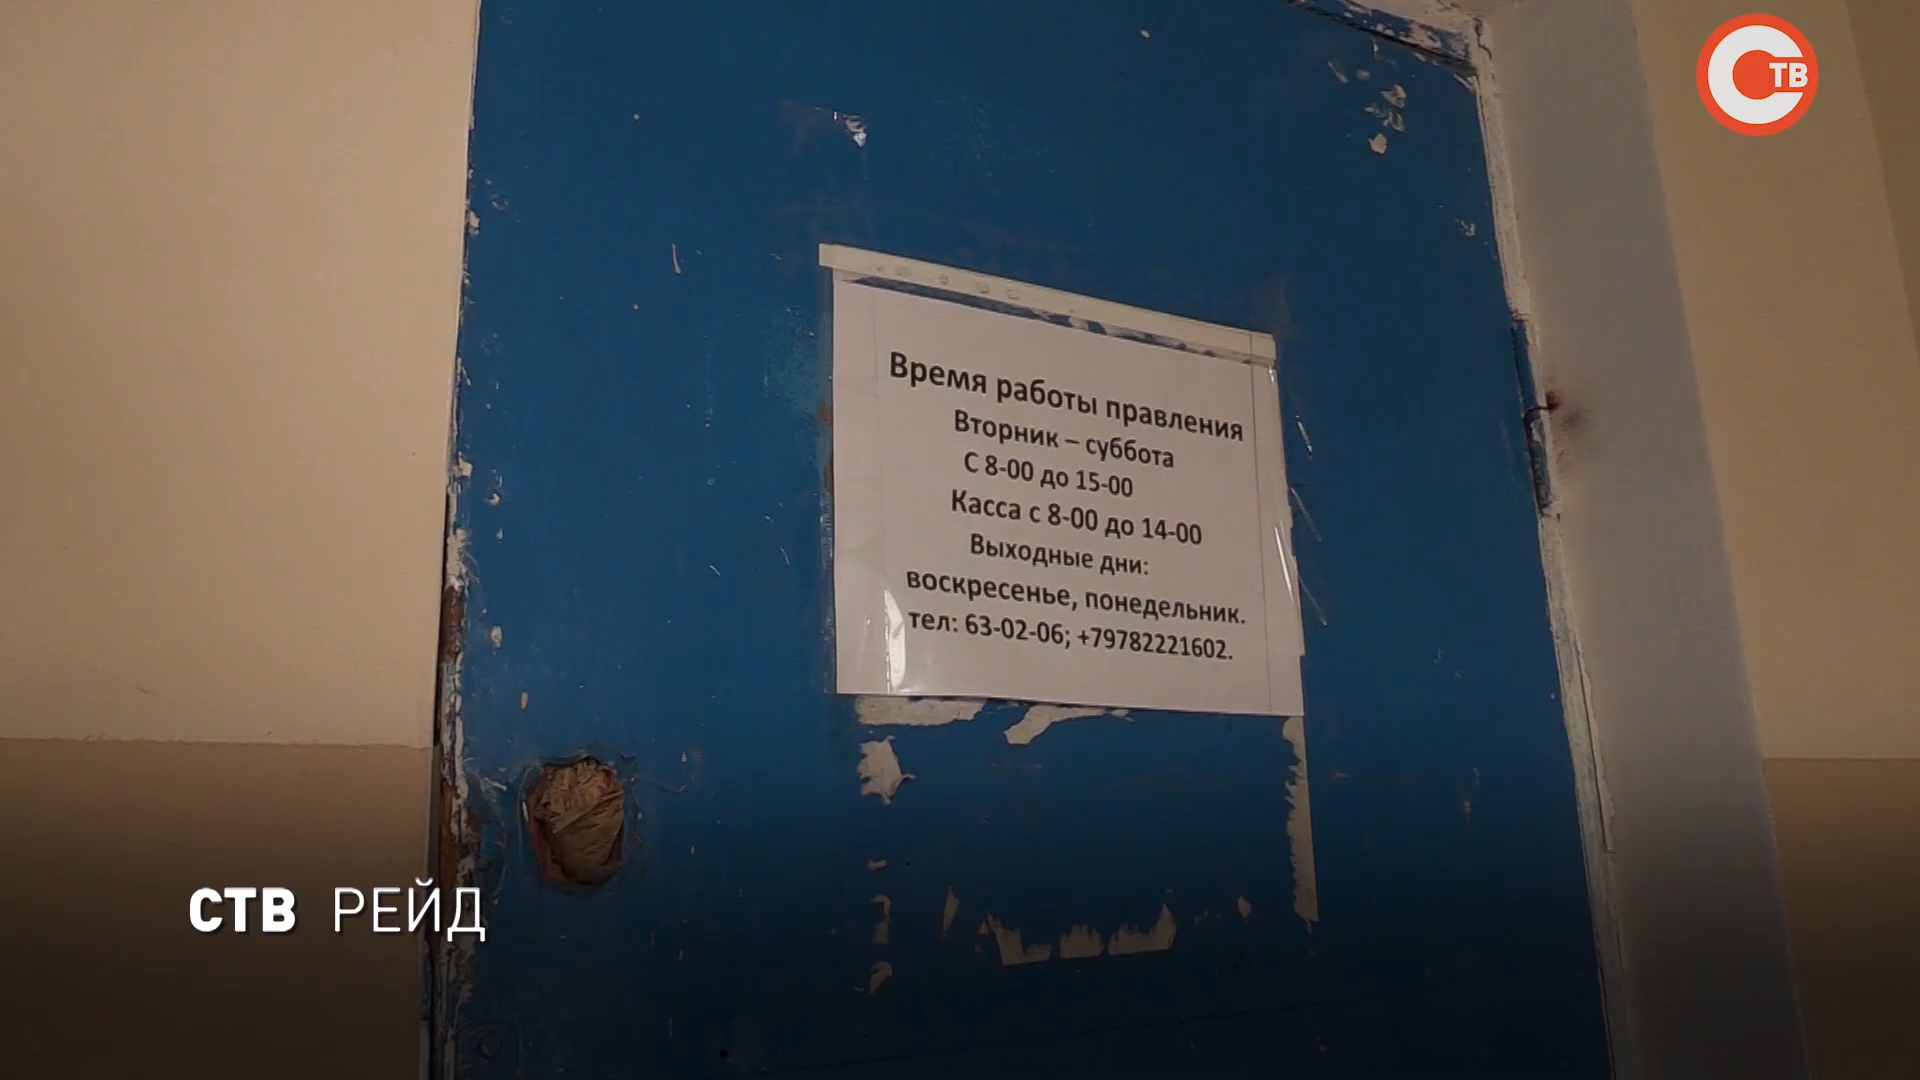 СТВ
Время работы правления
Вторник – суббота
С 8-00 до 15-00
Касса с 8-00 до 14-00
Выходные дни:
воскресенье, понедельник.
тел: 63-02-06; +79782221602.
СТВ РЕЙД